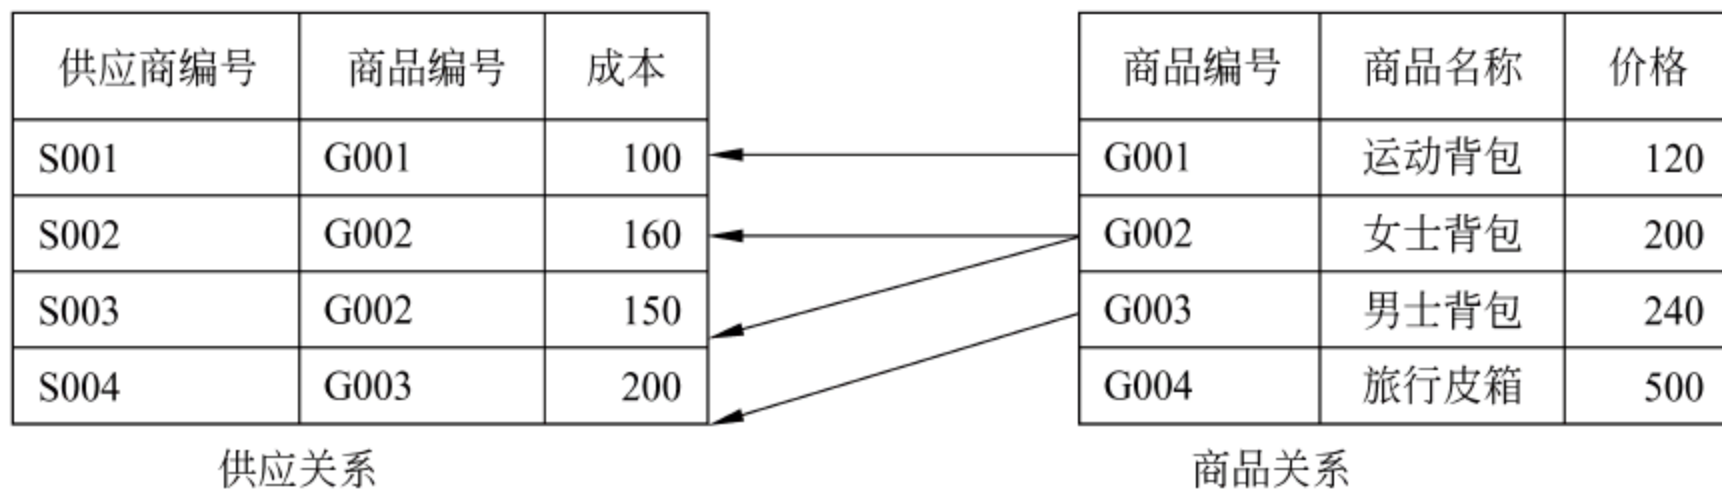 供应商编号 商品编号 成本
S001 G001 100
S002 G002 160
S003 G002 150
S004 G003 200
供应关系
商品编号 商品名称 价格
G001 运动背包 120
G002 女士背包 200
G003 男士背包 240
G004 旅行皮箱 500
商品关系